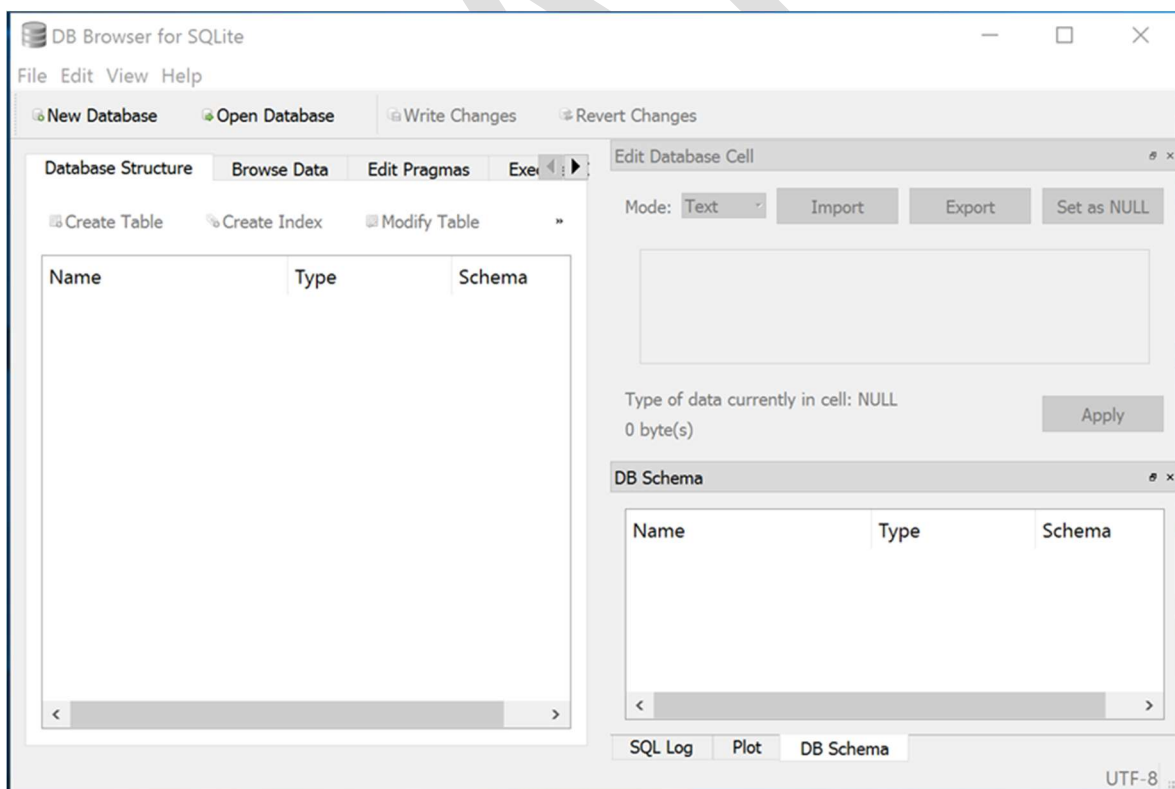 DB Browser for SQLite
File Edit View Help
New Database Open Database Write Changes Revert Changes
Database Structure Browse Data Edit Pragmas
Create Table Create Index Modify Table »
Name Type Schema
Edit Database Cell
Mode: Text Import Export Set as NULL
Type of data currently in cell: NULL
0 byte(s)
Apply
DB Schema
Name Type Schema
SQL Log Plot DB Schema
UTF-8